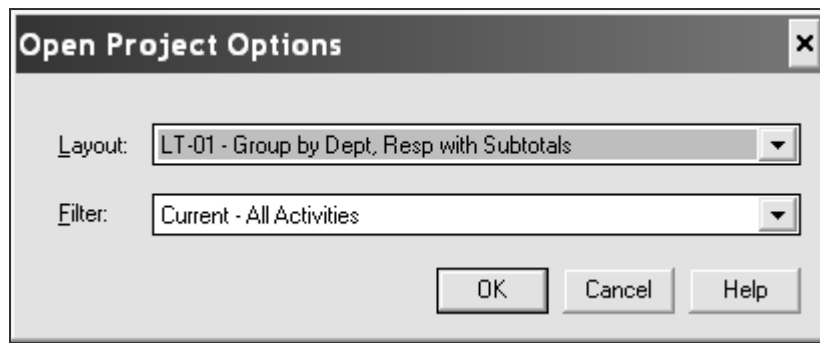 Open Project Options
Layout: LT-01 - Group by Dept, Resp with Subtotals
Filter: Current - All Activities
OK Cancel Help